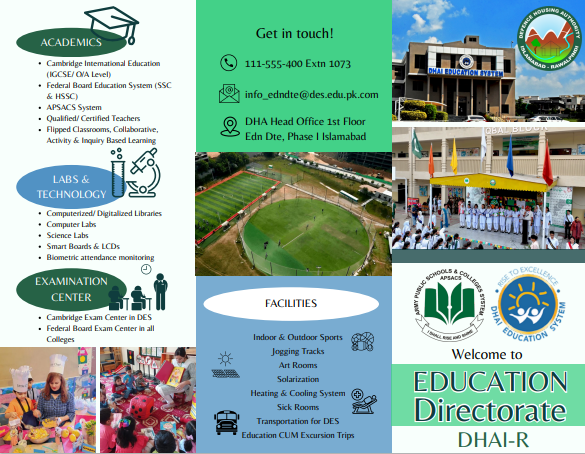 ACADEMICS
Cambridge International Education
(IGCSE/ O/A Level)
Federal Board Education System (SSC
& HSSC)
APSACS System
Qualified/ Certified Teachers
Flipped Classrooms, Collaborative,
Activity & Inquiry Based Learning
LABS &
TECHNOLOGY
Computerized/ Digitalized Libraries
Computer Labs
Science Labs
Smart Boards & LCDs
Biometric attendance monitoring
EXAMINATION
CENTER
Cambridge Exam Center in DES
Federal Board Exam Center in all
Colleges
Get in touch!
111-555-400 Extn 1073
info_edndte@des.edu.pk.com
DHA Head Office 1st Floor
Edn Dte, Phase I Islamabad
FACILITIES
Indoor & Outdoor Sports
Jogging Tracks
Art Rooms
Solarization
Heating & Cooling System
Sick Rooms
Transportation for DES
Education CUM Excursion Trips
DEFENCE HOUSING AUTHORITY
ISLAMABAD - RAWALPINDI
DHAI EDUCATION SYSTEM
IQBAL BLOCK
ARMY PUBLIC SCHOOLS & COLLEGES SYSTEM
APSACS
I SHALL RISE AND SHINE
RISE TO EXCELLENCE
DHAI EDUCATION SYSTEM
Welcome to
EDUCATION
Directorate
DHAI-R